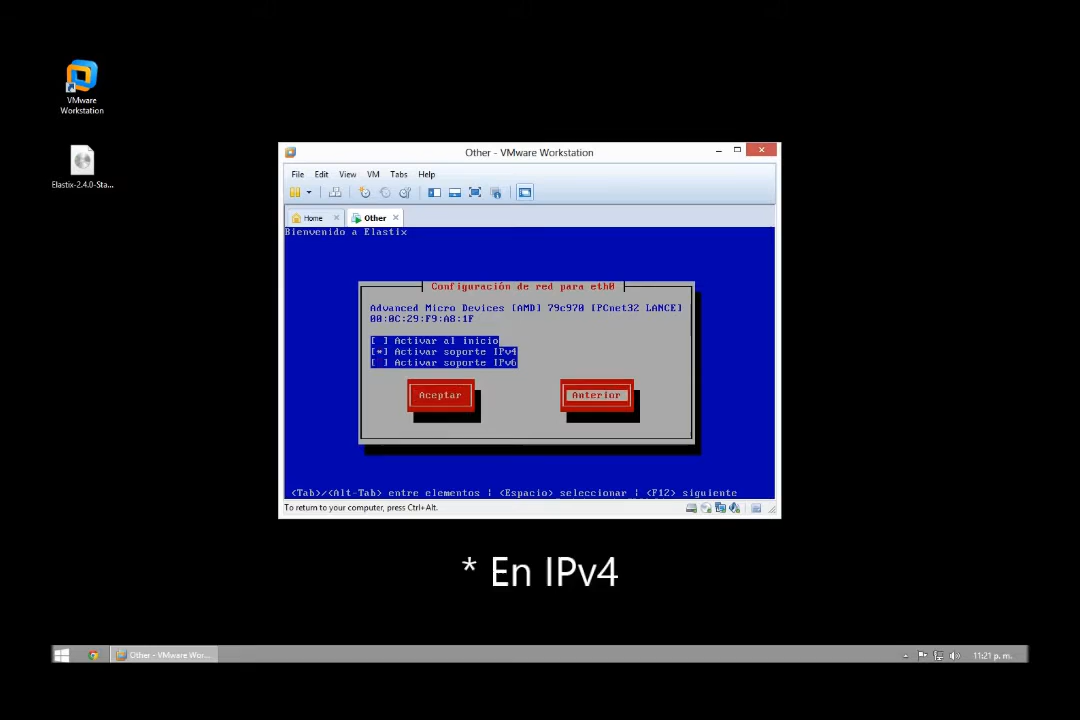 VMware
Workstation
Elastix-2.4.0-Sta...
Other - VMware Workstation
File Edit View VM Tabs Help
Home Other
Bienvenido a Elastix
Configuración de red para eth0
Advanced Micro Devices [AMD] 79c970 [PCnet32 LANCE]
00:0C:29:F9:A8:1F
[ ] Activar al inicio
[*] Activar soporte IPv4
[ ] Activar soporte IPv6
Aceptar Anterior
<Tab>/<Alt-Tab> entre elementos | <Espacio> seleccionar | <F12> siguiente
To return to your computer, press Ctrl+Alt.
* En IPv4
Other - VMware Wor... 11:21 p. m.